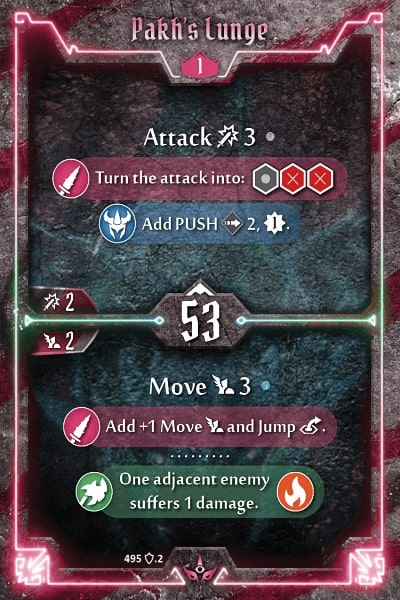 Pakh's Lunge
1
Attack 3
Turn the attack into:
Add PUSH 2, 1.
2
53
2
Move 3
Add +1 Move and Jump.
One adjacent enemy
suffers 1 damage.
495 .2